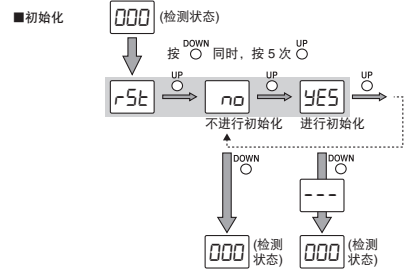 ■初始化
000 (检测状态)
按 DOWN 同时，按 5 次 UP
UP UP UP
rSt no YES
不进行初始化 进行初始化
DOWN DOWN
---
000 (检测状态) 000 (检测状态)